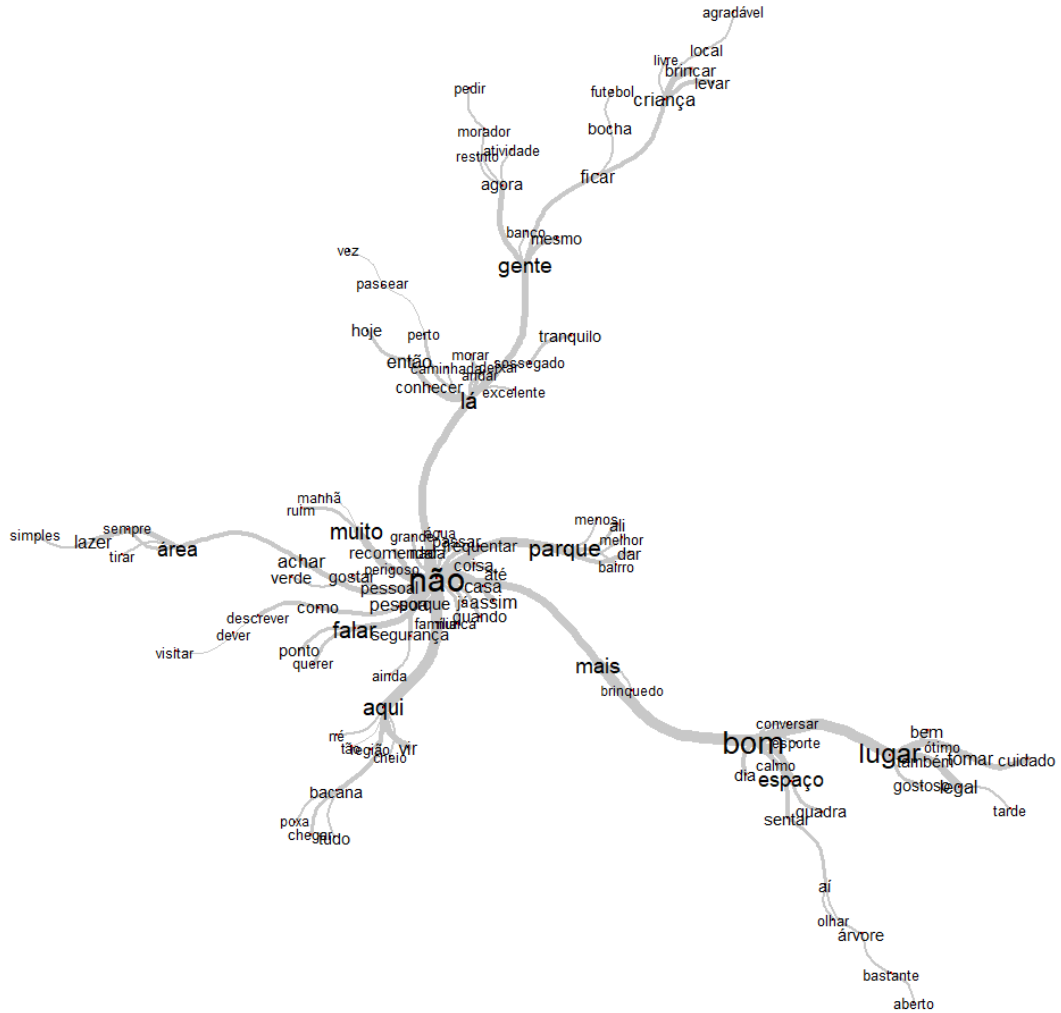 agradável
local
livre
brincar
levar
criança
pedir
futebol
morador
bocha
atividade
restrito
agora
ficar
banco
mesmo
vez
gente
passear
hoje
perto
tranquilo
morar
então
sossegado
caminhada
deixar
andar
conhecer
excelente
lá
manhã
ruim
menos
ali
simples
sempre
muito
grande
água
melhor
lazer
passar
tirar
área
recomendar
nada
frequentar
parque
dar
achar
perigoso
coisa
bairro
verde
gostar
não
até
pessoal
casa
como
pessoa
porque
já
assim
descrever
quando
dever
falar
segurança
família
nunca
visitar
ponto
querer
mais
ainda
brinquedo
aqui
conversar
rré
bom
bem
tão
região
vir
esporte
ótimo
cheio
lugar
também
tomar
cuidado
calmo
dia
espaço
gostoso
legal
bacana
quadra
tarde
poxa
sentar
chegar
tudo
aí
olhar
árvore
bastante
aberto